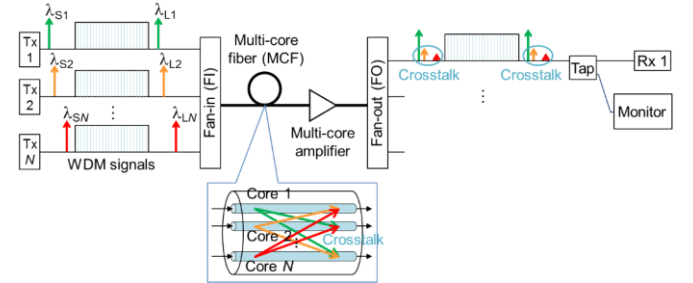 λS1
λL1
Tx
1
λS2
λL2
Tx
2
λSN
λLN
Tx
N
WDM signals
Fan-in (FI)
Multi-core
fiber (MCF)
Multi-core
amplifier
Fan-out (FO)
Crosstalk
Crosstalk
Tap
Rx 1
Monitor
Core 1
Core 2
Crosstalk
Core N